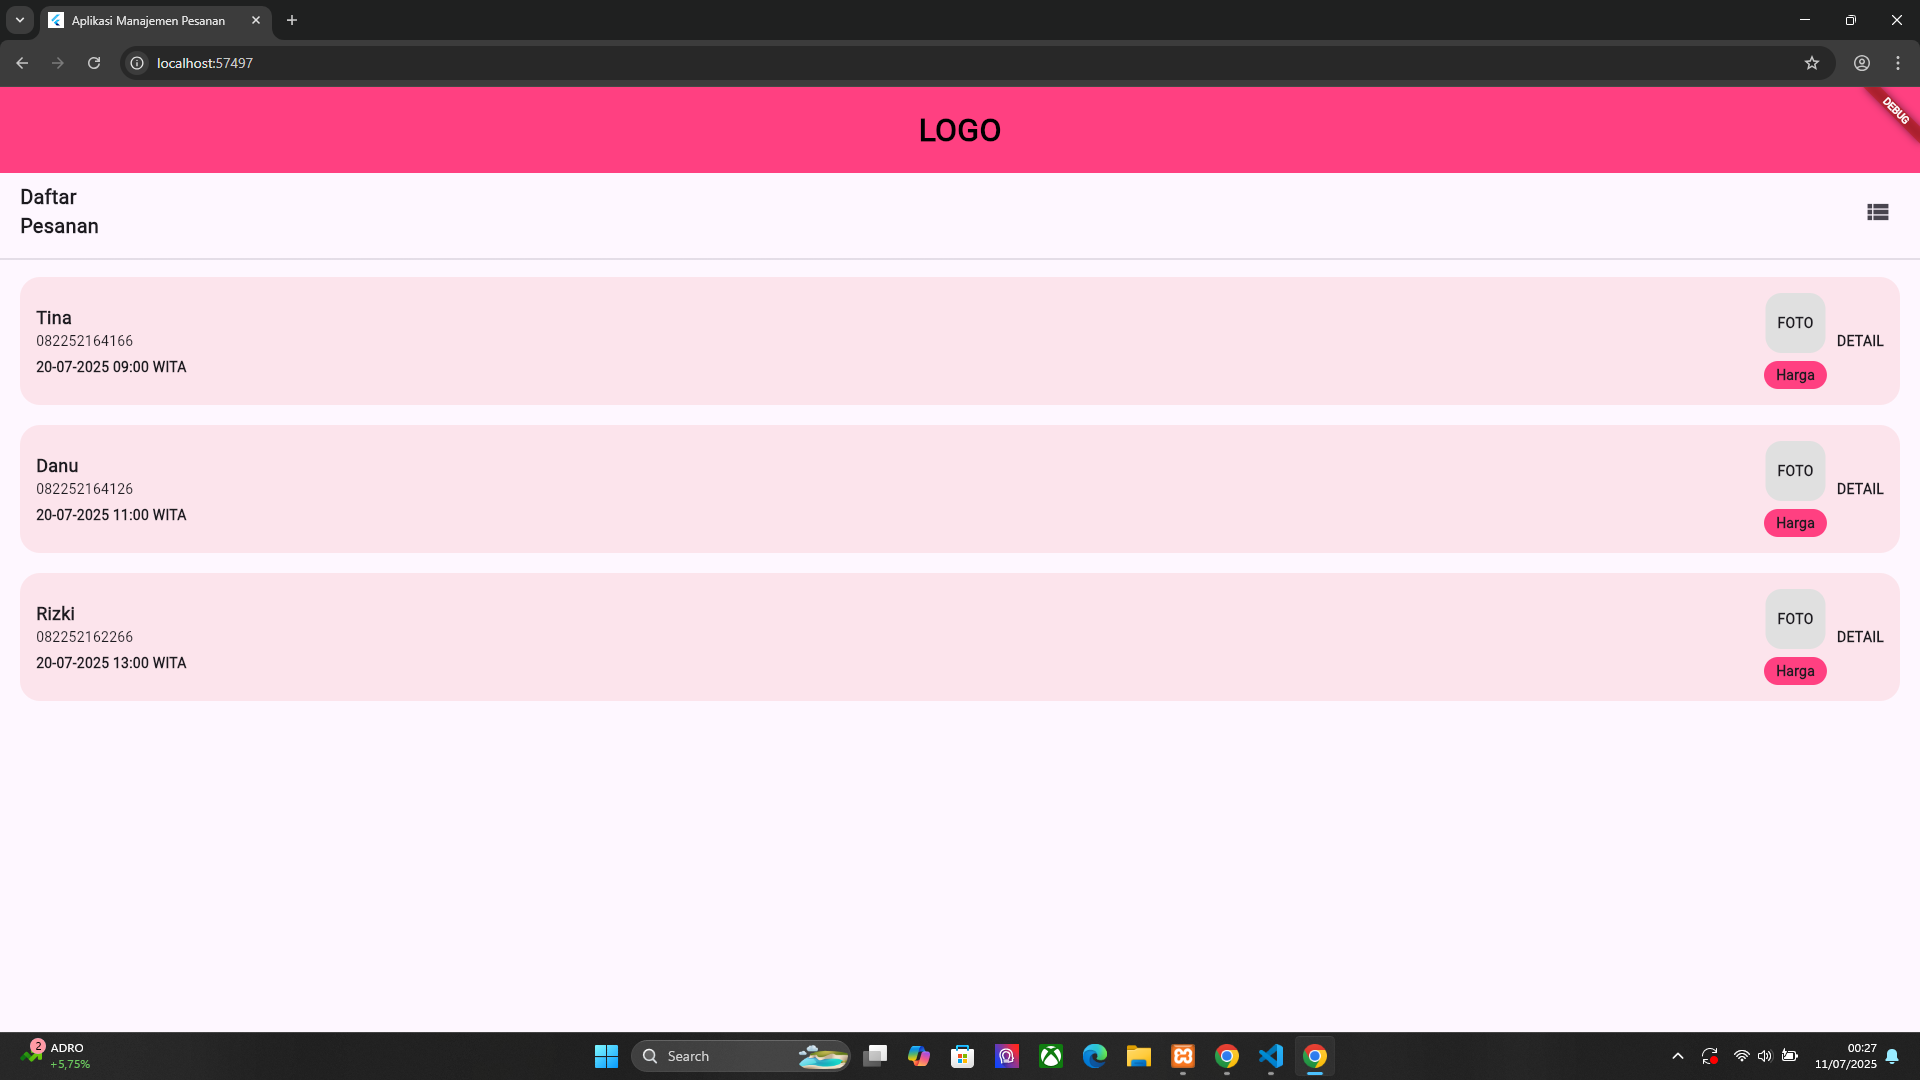 Aplikasi Manajemen Pesanan
localhost:57497
DEBUG
LOGO
Daftar
Pesanan
Tina
082252164166
20-07-2025 09:00 WITA
FOTO
Harga
DETAIL
Danu
082252164126
20-07-2025 11:00 WITA
FOTO
Harga
DETAIL
Rizki
082252162266
20-07-2025 13:00 WITA
FOTO
Harga
DETAIL
2
ADRO
+5,75%
Search
00:27
11/07/2025